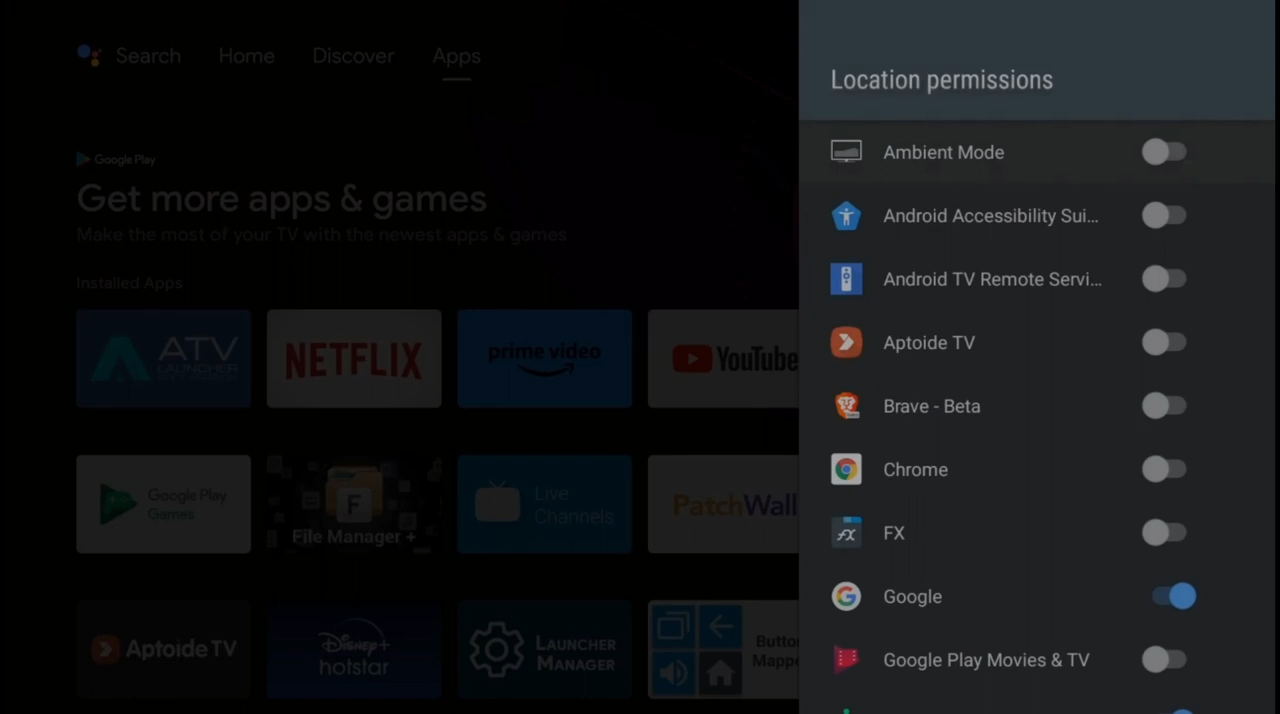 Search Home Discover Apps
Google Play
Get more apps & games
Make the most of your TV with the newest apps & games
Installed Apps
ATV
LAUNCHER
NETFLIX
prime video
YouTube
Google Play
Games
F
File Manager +
Live
Channels
PatchWall
Aptoide TV
Disney+
hotstar
LAUNCHER
MANAGER
Button
Mappe
Location permissions
Ambient Mode
Android Accessibility Sui...
Android TV Remote Servi...
Aptoide TV
Brave - Beta
Chrome
FX
Google
Google Play Movies & TV